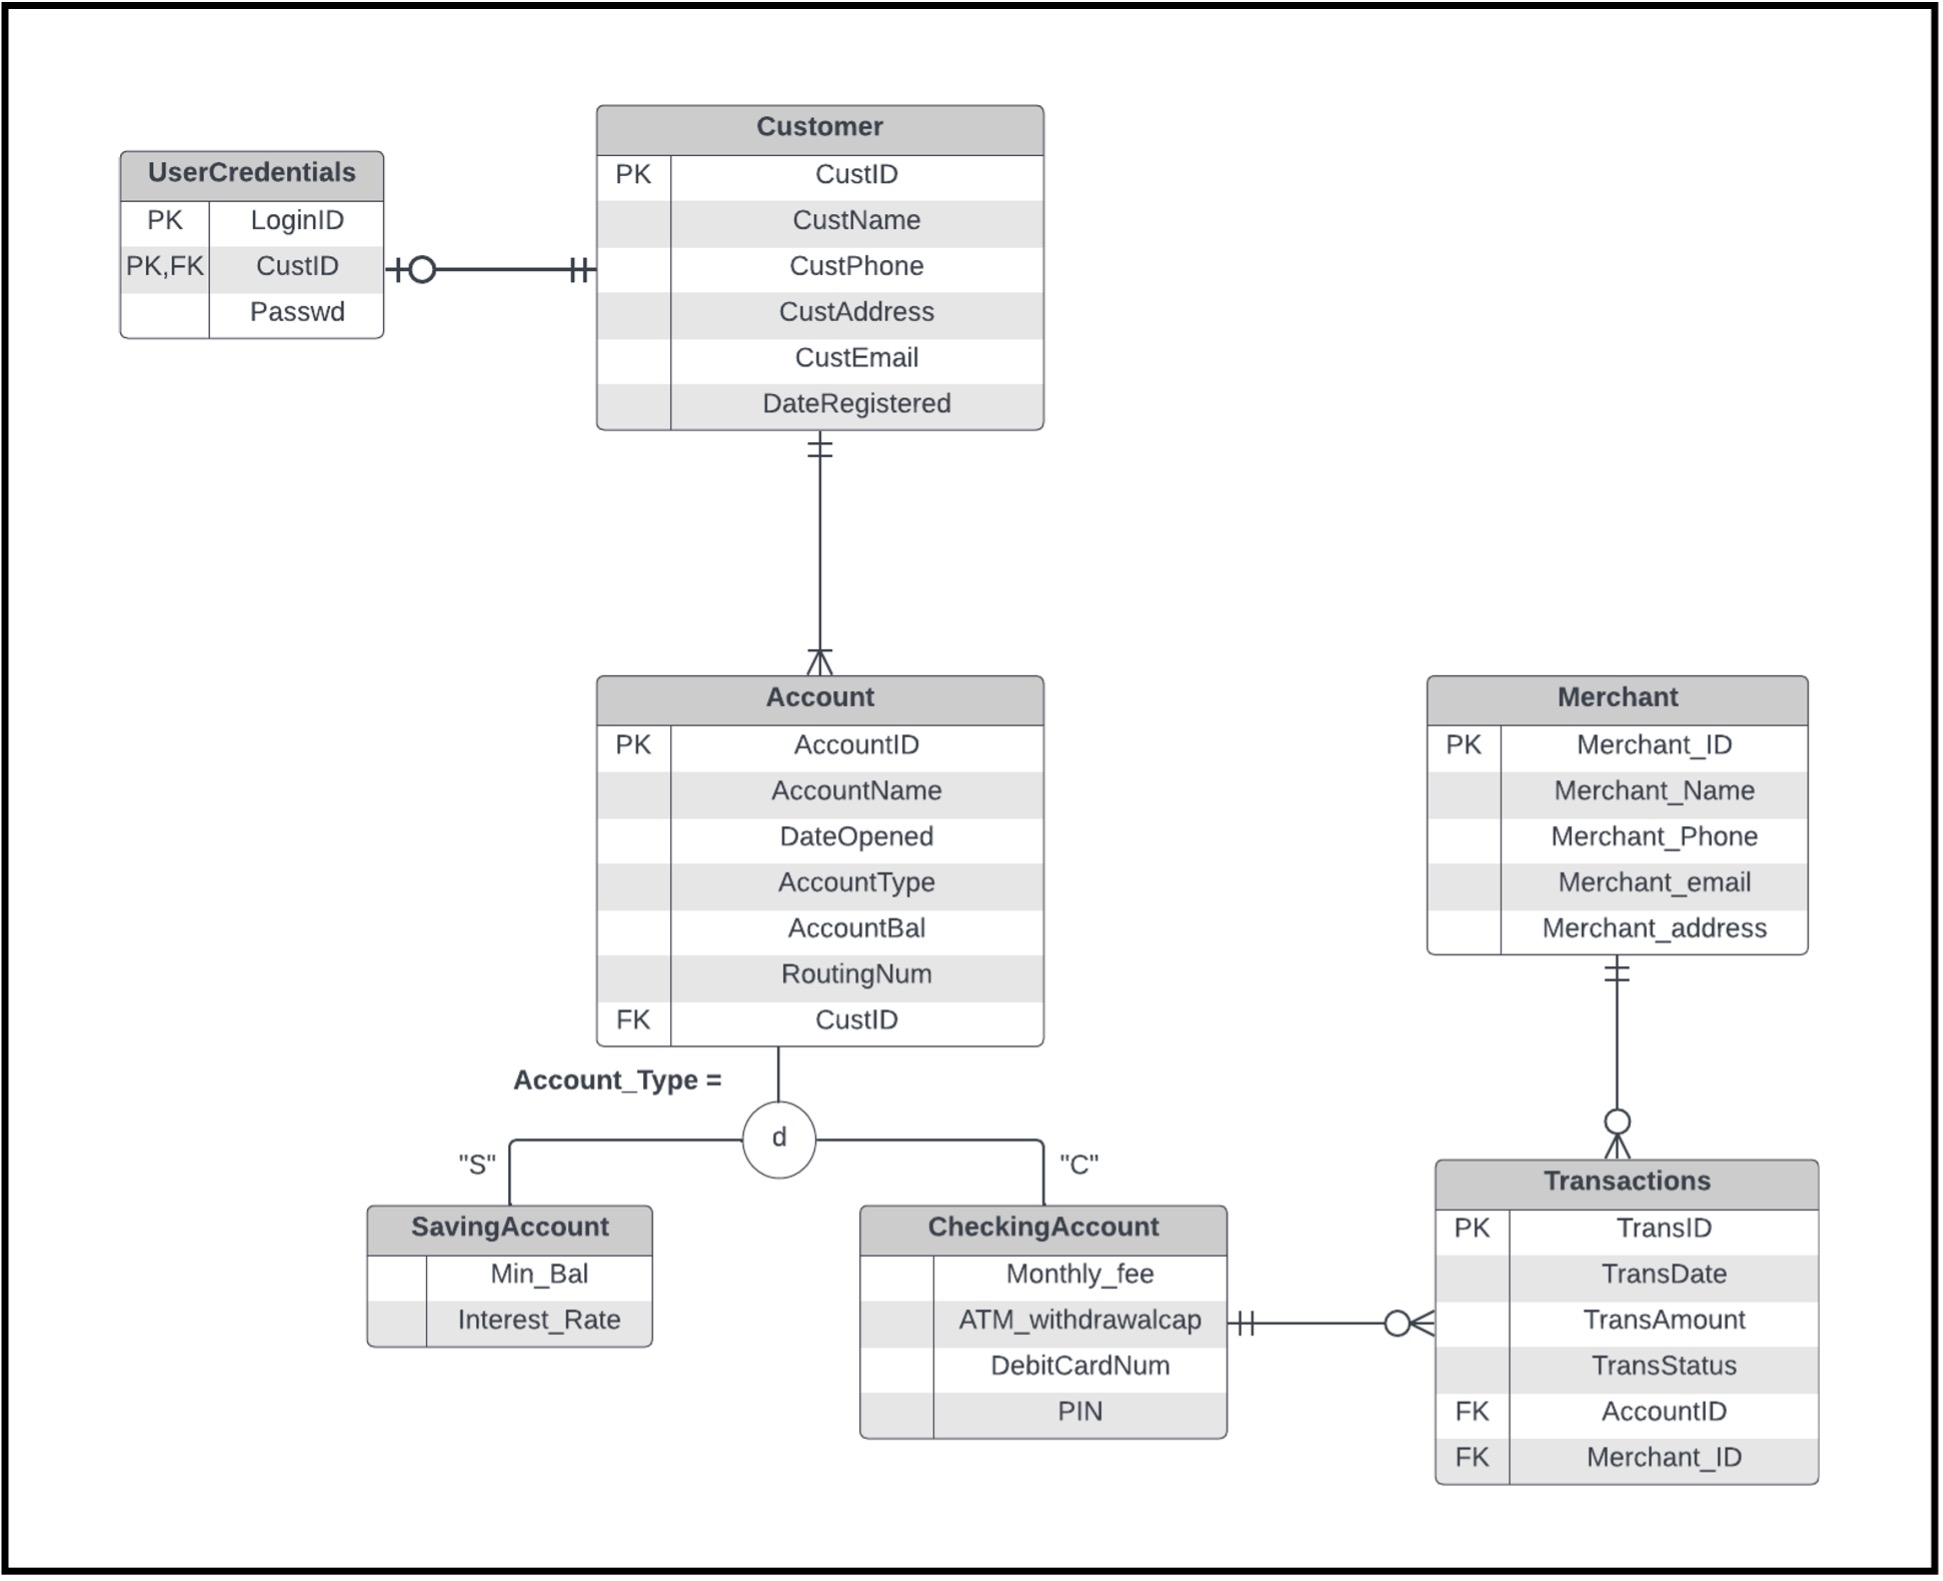 UserCredentials
PK LoginID
PK,FK CustID
Passwd
Customer
PK CustID
CustName
CustPhone
CustAddress
CustEmail
DateRegistered
Account
PK AccountID
AccountName
DateOpened
AccountType
AccountBal
RoutingNum
FK CustID
Merchant
PK Merchant_ID
Merchant_Name
Merchant_Phone
Merchant_email
Merchant_address
Account_Type =
d
"S"
"C"
SavingAccount
Min_Bal
Interest_Rate
CheckingAccount
Monthly_fee
ATM_withdrawalcap
DebitCardNum
PIN
Transactions
PK TransID
TransDate
TransAmount
TransStatus
FK AccountID
FK Merchant_ID